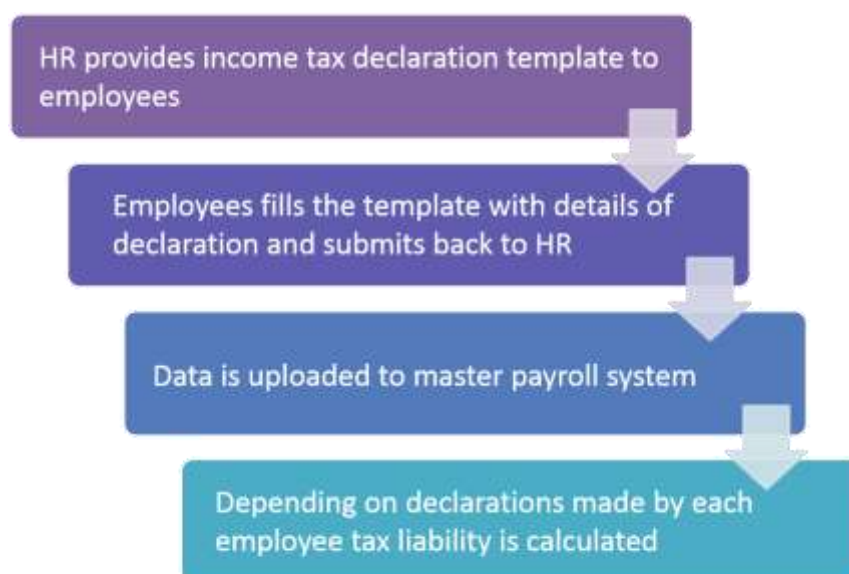 HR provides income tax declaration template to
employees
Employees fills the template with details of
declaration and submits back to HR
Data is uploaded to master payroll system
Depending on declarations made by each
employee tax liability is calculated